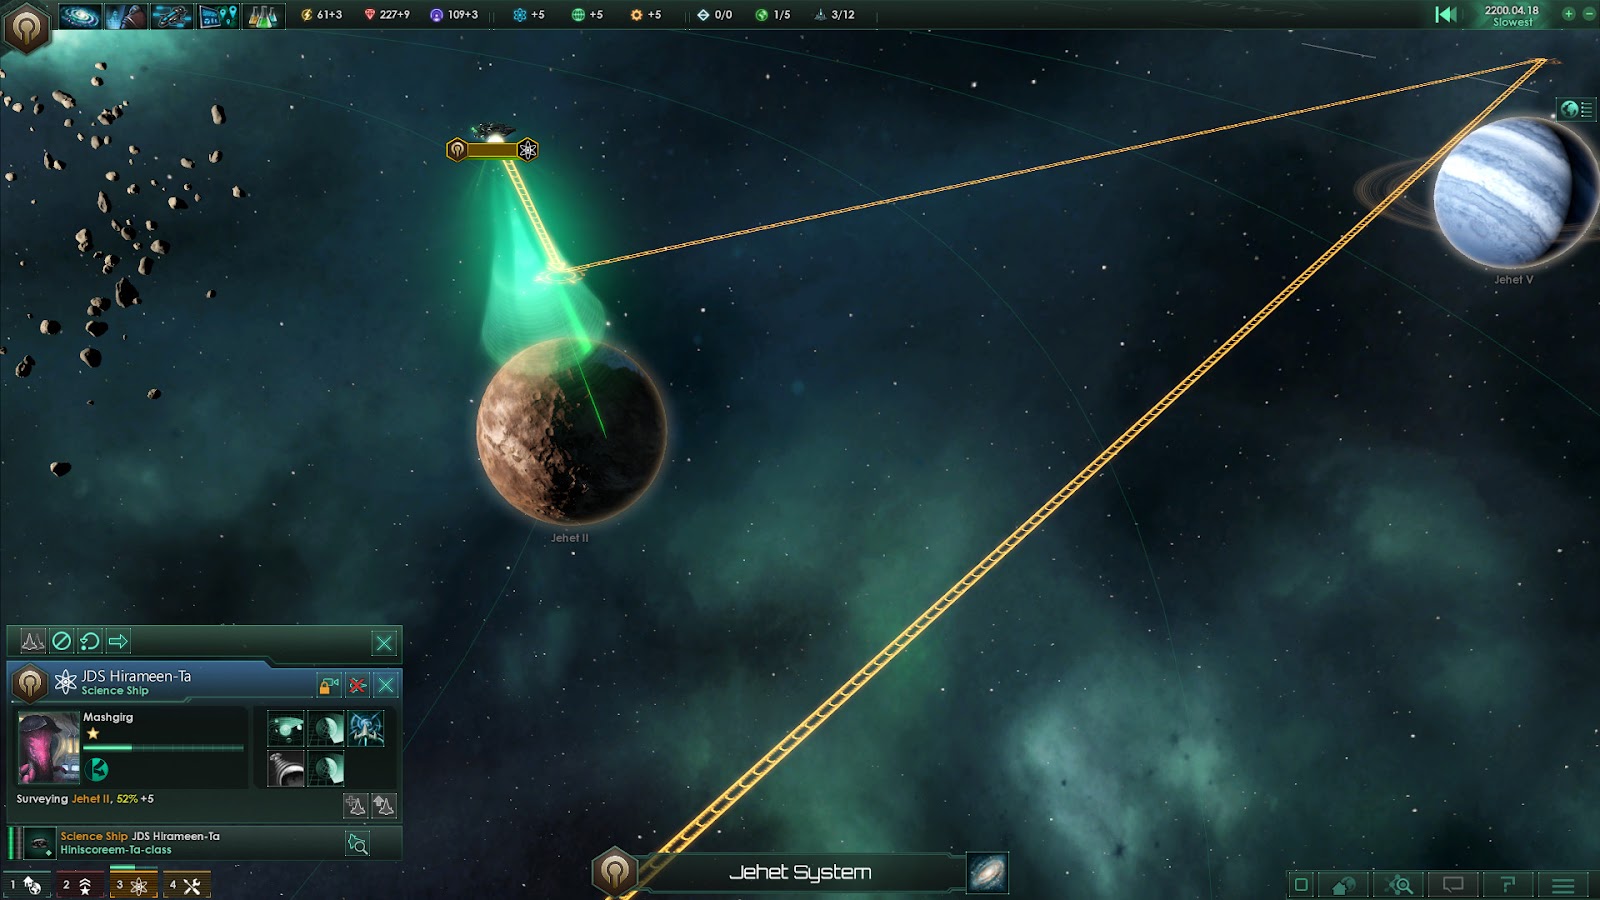 61+3 227+9 109+3 +5 +5 +5 0/0 1/5 3/12
2200.04.18
Slowest
Jehet V
Jehet II
JDS Hirameen-Ta
Science Ship
Mashgirg
Surveying Jehet II, 52% +5
Science Ship JDS Hirameen-Ta
Hiniscoreem-Ta-class
1 2 3 4
Jehet System